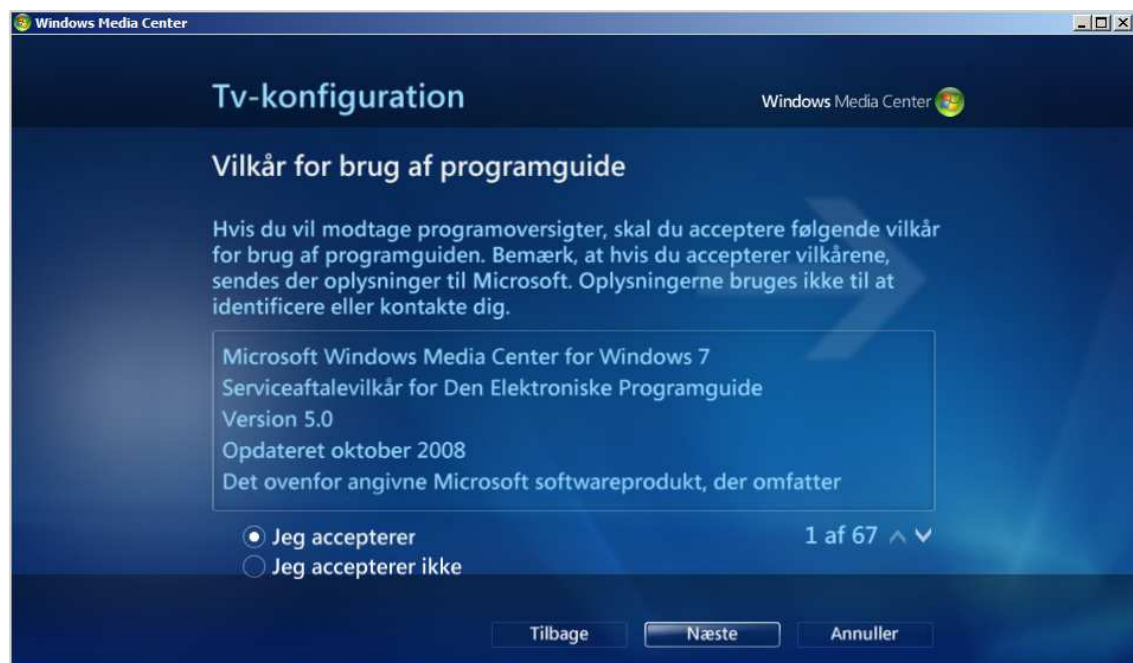 Windows Media Center
Tv-konfiguration
Windows Media Center
Vilkår for brug af programguide
Hvis du vil modtage programoversigter, skal du acceptere følgende vilkår
for brug af programguiden. Bemærk, at hvis du accepterer vilkårene,
sendes der oplysninger til Microsoft. Oplysningerne bruges ikke til at
identificere eller kontakte dig.
Microsoft Windows Media Center for Windows 7
Serviceaftalevilkår for Den Elektroniske Programguide
Version 5.0
Opdateret oktober 2008
Det ovenfor angivne Microsoft softwareprodukt, der omfatter
Jeg accepterer
1 af 67
Jeg accepterer ikke
Tilbage
Næste
Annuller